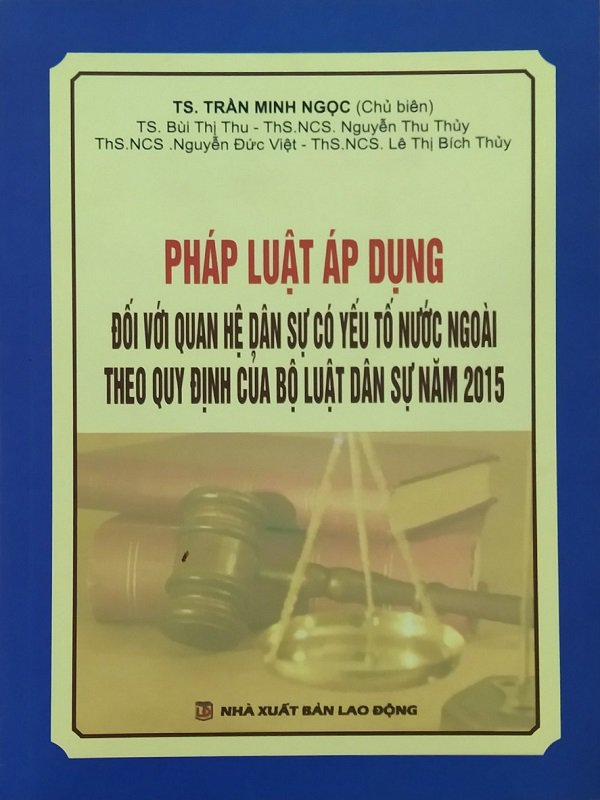 TS. TRẦN MINH NGỌC (Chủ biên)
TS. Bùi Thị Thu - ThS.NCS. Nguyễn Thu Thủy
ThS.NCS .Nguyễn Đức Việt - ThS.NCS. Lê Thị Bích Thủy
PHÁP LUẬT ÁP DỤNG
ĐỐI VỚI QUAN HỆ DÂN SỰ CÓ YẾU TỐ NƯỚC NGOÀI
THEO QUY ĐỊNH CỦA BỘ LUẬT DÂN SỰ NĂM 2015
NHÀ XUẤT BẢN LAO ĐỘNG